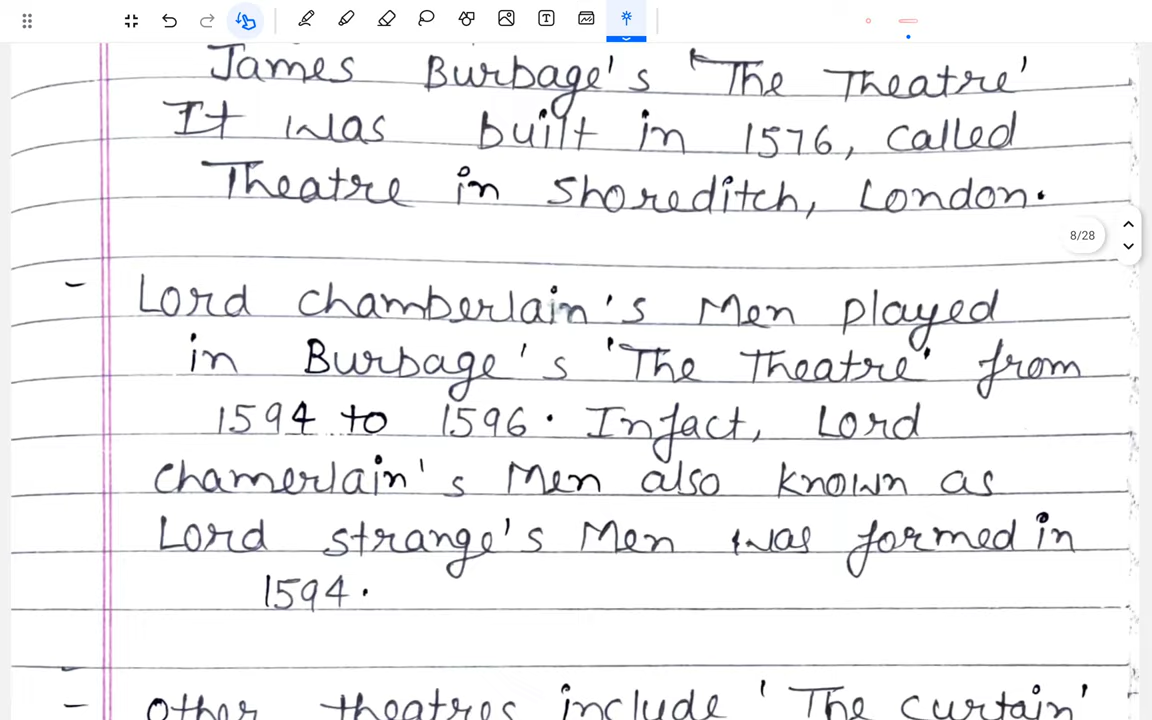 James Burbage's 'The Theatre'
It was built in 1576, called
Theatre in Shoreditch, London.
8/28
- Lord chamberlain's Men played
in Burbage's 'The Theatre' from
1594 to 1596. Infact, Lord
chamerlain's Men also known as
Lord strange's Men was formed in
1594.
- Other theatres include 'The curtain'